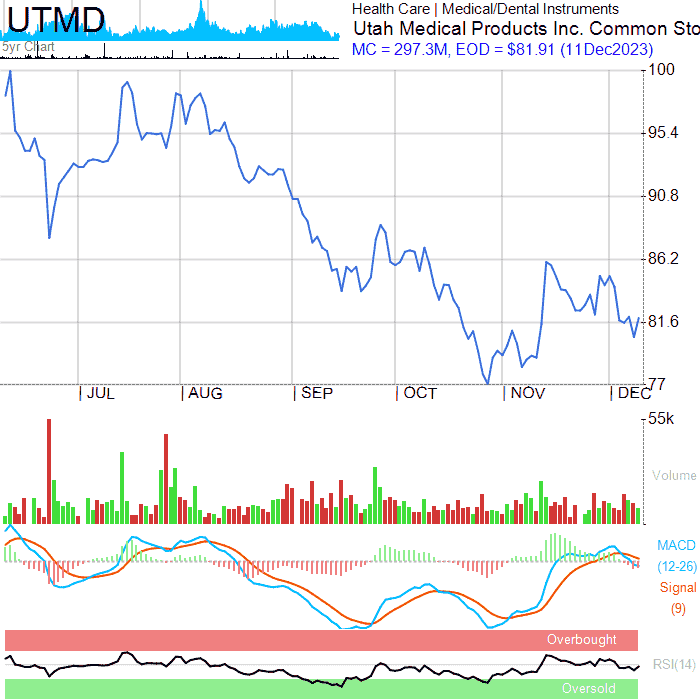 UTMD
5yr Chart
Health Care | Medical/Dental Instruments
Utah Medical Products Inc. Common Sto
MC = 297.3M, EOD = $81.91 (11Dec2023)
100
95.4
90.8
86.2
81.6
77
JUL
AUG
SEP
OCT
NOV
DEC
55k
Volume
MACD
(12-26)
Signal
(9)
Overbought
RSI(14)
Oversold